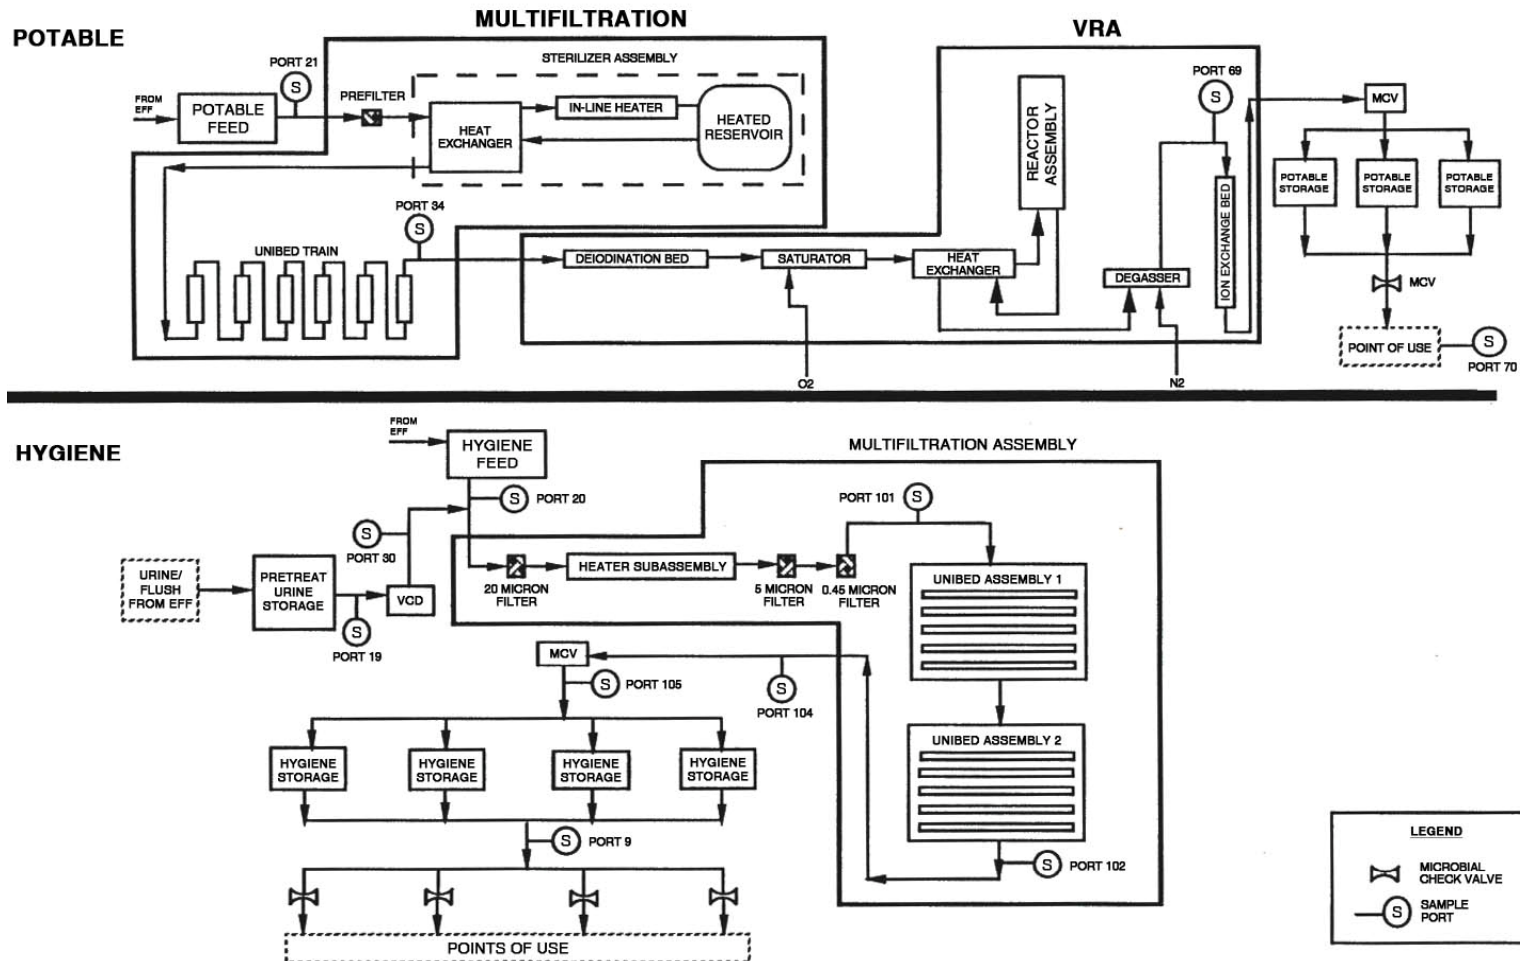 POTABLE
MULTIFILTRATION
VRA
STERILIZER ASSEMBLY
PORT 21
S
FROM
EFF
POTABLE
FEED
PREFILTER
HEAT
EXCHANGER
IN-LINE HEATER
HEATED
RESERVOIR
PORT 34
S
UNIBED TRAIN
DEIODINATION BED
SATURATOR
HEAT
EXCHANGER
REACTOR
ASSEMBLY
DEGASSER
PORT 69
S
ION EXCHANGE BED
O2
N2
MCV
POTABLE
STORAGE
POTABLE
STORAGE
POTABLE
STORAGE
MCV
POINT OF USE
S
PORT 70
HYGIENE
FROM
EFF
HYGIENE
FEED
S
PORT 20
S
PORT 30
URINE/
FLUSH
FROM EFF
PRETREAT
URINE
STORAGE
VCD
S
PORT 19
MULTIFILTRATION ASSEMBLY
20 MICRON
FILTER
HEATER SUBASSEMBLY
5 MICRON
FILTER
0.45 MICRON
FILTER
PORT 101
S
UNIBED ASSEMBLY 1
UNIBED ASSEMBLY 2
S
PORT 102
MCV
S
PORT 105
S
PORT 104
HYGIENE
STORAGE
HYGIENE
STORAGE
HYGIENE
STORAGE
HYGIENE
STORAGE
S
PORT 9
POINTS OF USE
LEGEND
MICROBIAL
CHECK VALVE
S
SAMPLE
PORT